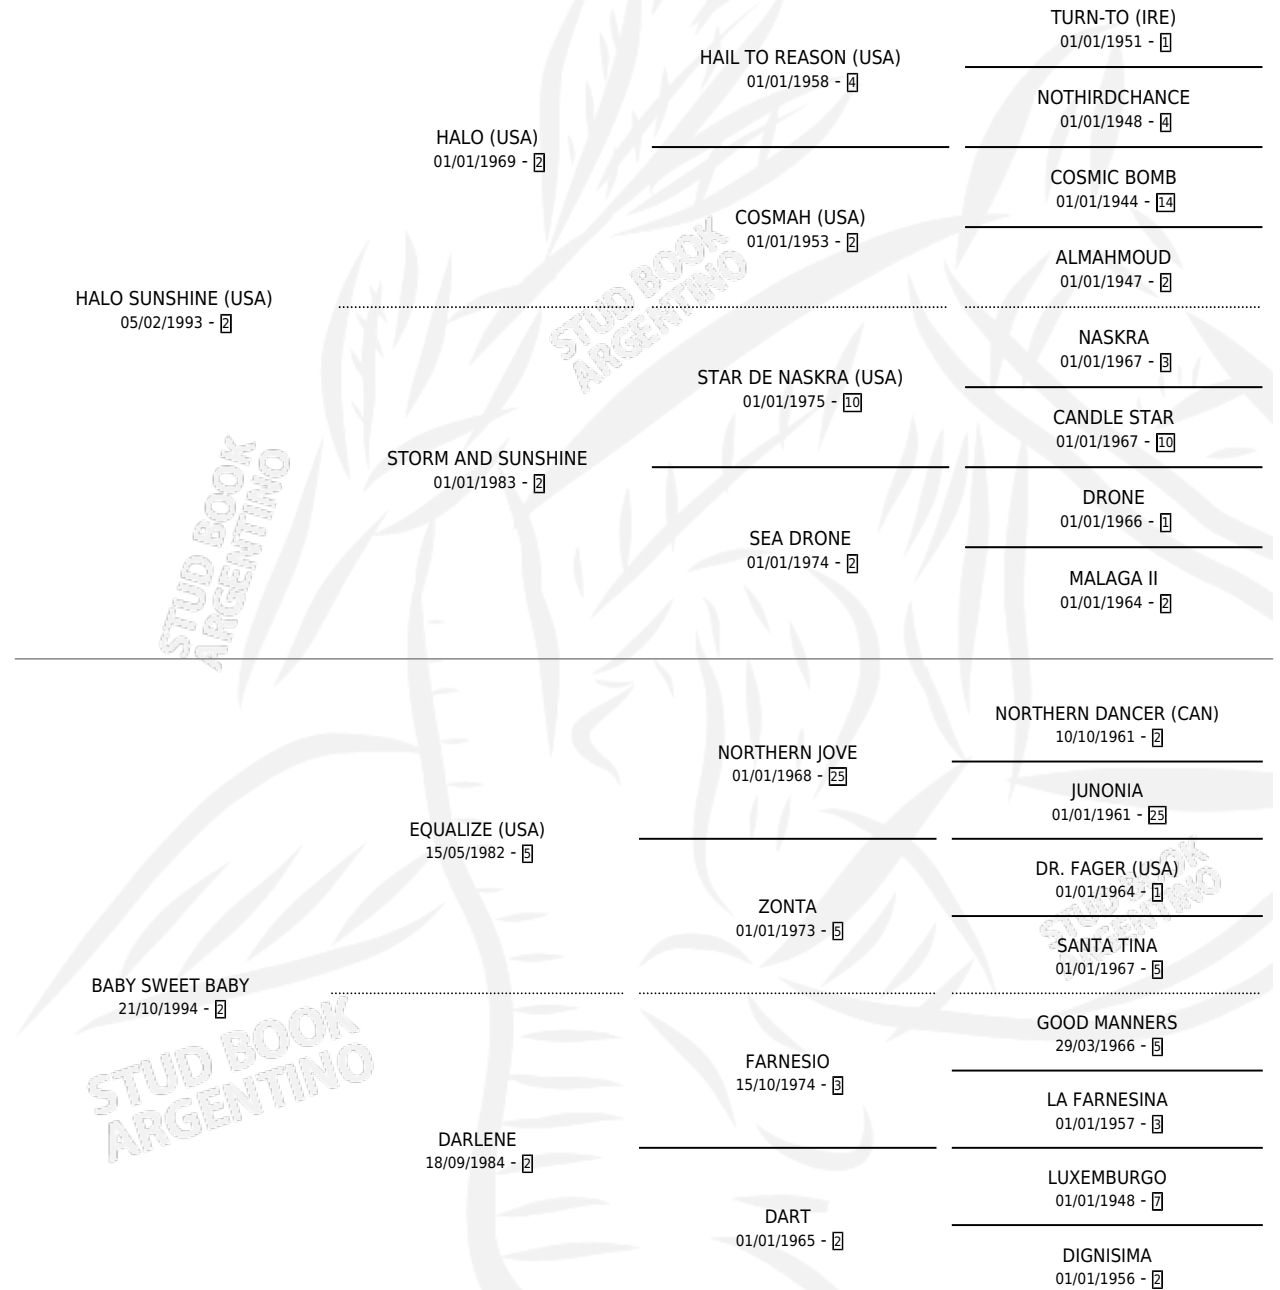 TURN-TO (IRE)
01/01/1951 - 1
HAIL TO REASON (USA)
01/01/1958 - 4
NOTHIRDCHANCE
01/01/1948 - 4
HALO (USA)
01/01/1969 - 2
COSMIC BOMB
01/01/1944 - 14
COSMAH (USA)
01/01/1953 - 2
ALMAHMOUD
01/01/1947 - 2
HALO SUNSHINE (USA)
05/02/1993 - 2
STUD BOOK
ARGENTINO
NASKRA
01/01/1967 - 3
STAR DE NASKRA (USA)
01/01/1975 - 10
CANDLE STAR
01/01/1967 - 10
STORM AND SUNSHINE
01/01/1983 - 2
DRONE
01/01/1966 - 1
SEA DRONE
01/01/1974 - 2
MALAGA II
01/01/1964 - 2
STUD BOOK
ARGENTINO
NORTHERN DANCER (CAN)
10/10/1961 - 2
NORTHERN JOVE
01/01/1968 - 25
JUNONIA
01/01/1961 - 25
EQUALIZE (USA)
15/05/1982 - 5
DR. FAGER (USA)
01/01/1964 - 1
ZONTA
01/01/1973 - 5
STUD BOOK
ARGENTINO
SANTA TINA
01/01/1967 - 5
BABY SWEET BABY
21/10/1994 - 2
GOOD MANNERS
29/03/1966 - 5
STUD BOOK
ARGENTINO
FARNESIO
15/10/1974 - 3
LA FARNESINA
01/01/1957 - 3
DARLENE
18/09/1984 - 2
LUXEMBURGO
01/01/1948 - 7
DART
01/01/1965 - 2
DIGNISIMA
01/01/1956 - 2